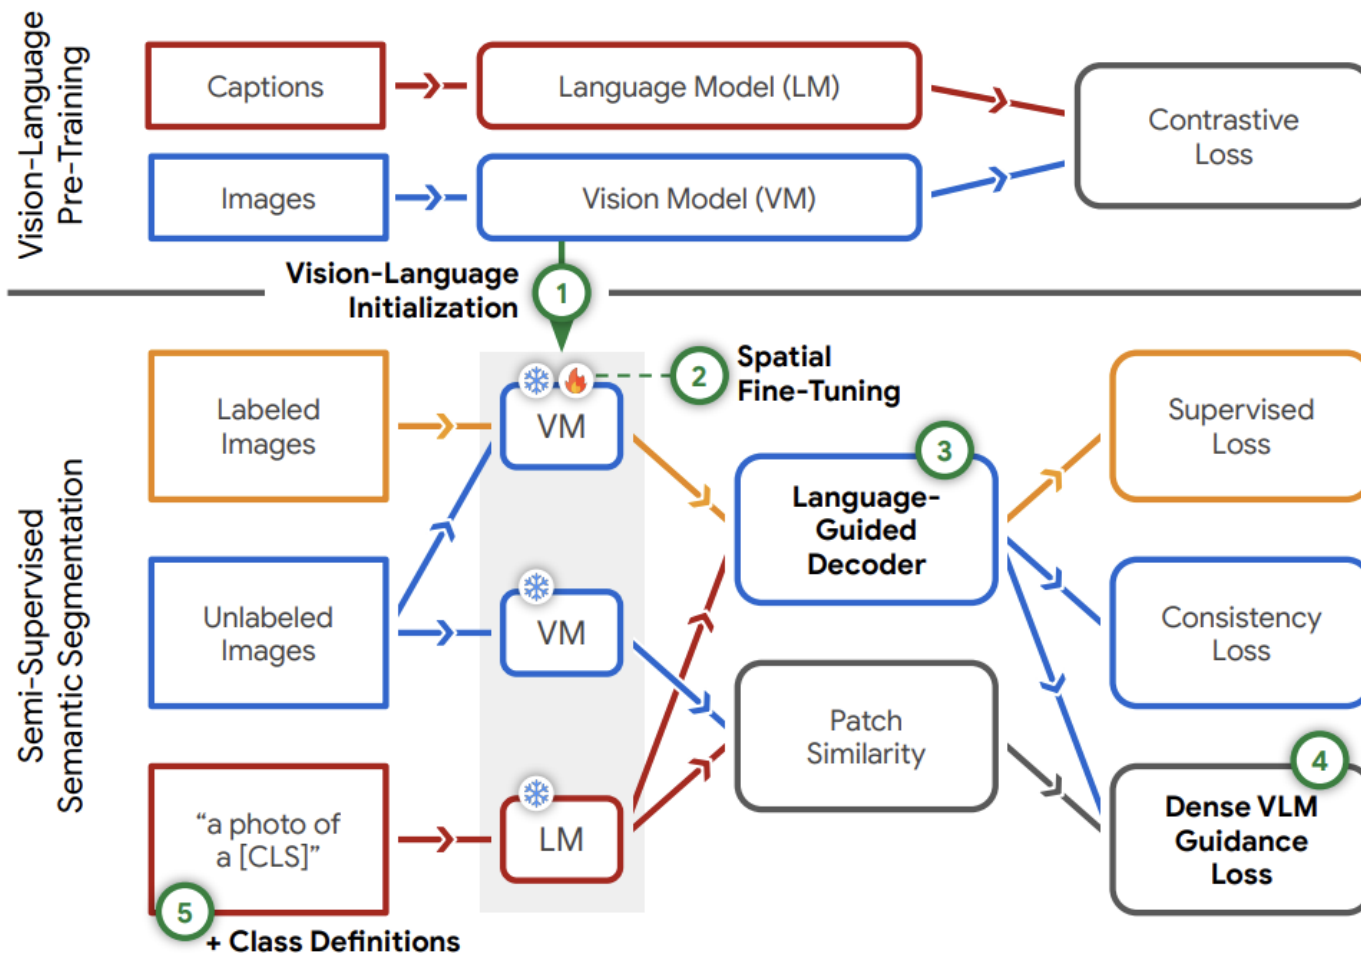 Vision-Language
Pre-Training
Captions
Language Model (LM)
Contrastive
Loss
Images
Vision Model (VM)
Vision-Language
Initialization
1
Semi-Supervised
Semantic Segmentation
Labeled
Images
VM
2
Spatial
Fine-Tuning
3
Language-
Guided
Decoder
Supervised
Loss
Unlabeled
Images
VM
Patch
Similarity
Consistency
Loss
"a photo of
a [CLS]"
5
+ Class Definitions
LM
4
Dense VLM
Guidance
Loss